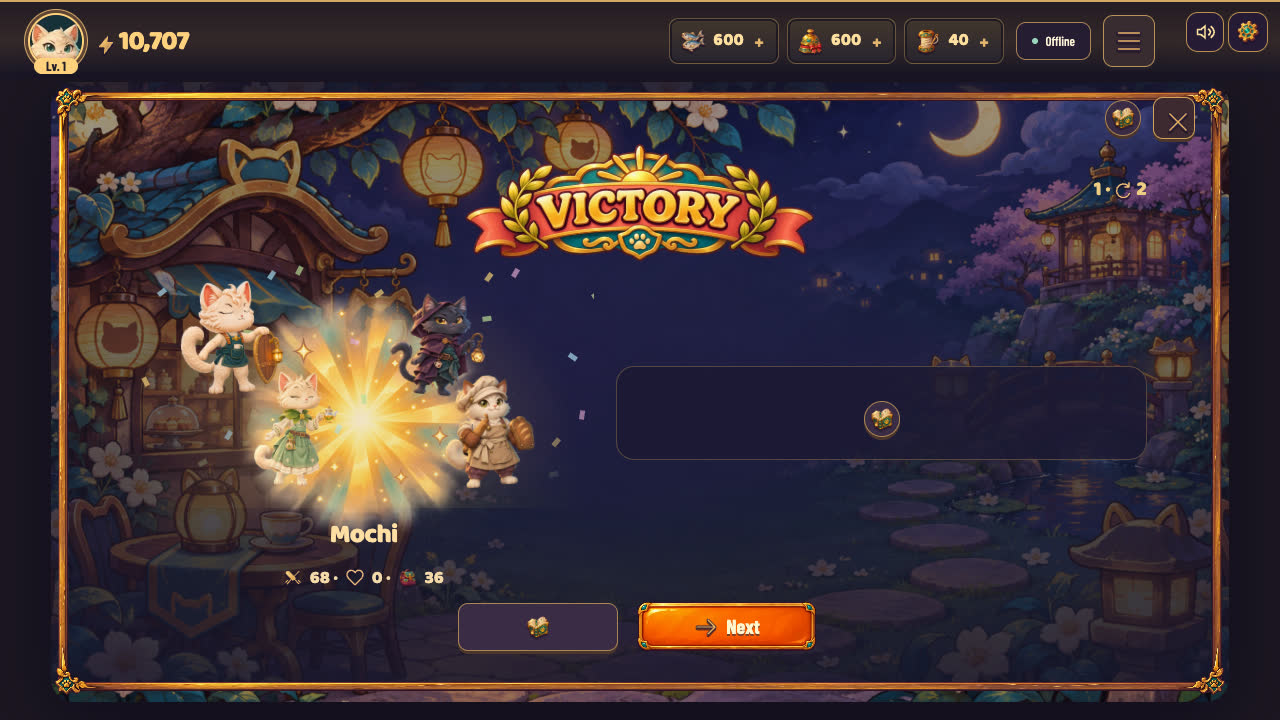 Lv. 1
10,707
600 +
600 +
40 +
Offline
1 • 2
VICTORY
Mochi
68 • 0 • 36
Next